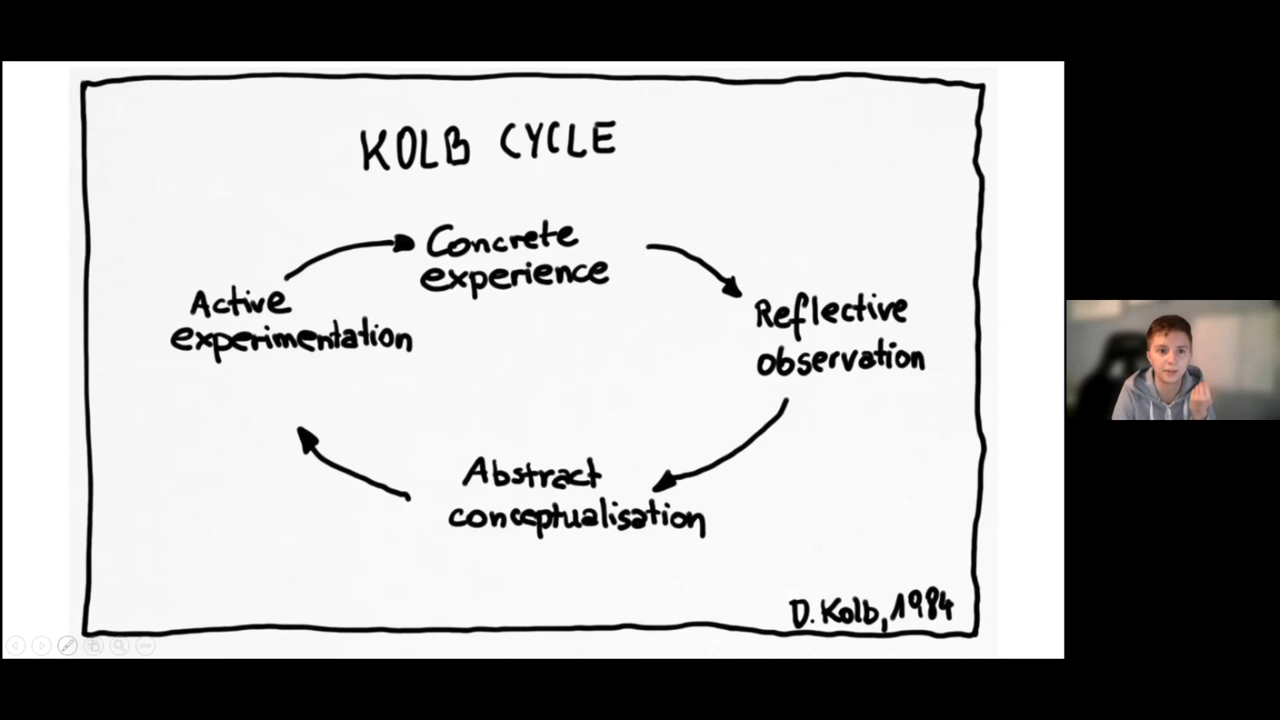 KOLB CYCLE
Concrete
experience
Reflective
observation
Abstract
conceptualisation
Active
experimentation
D. Kolb, 1984